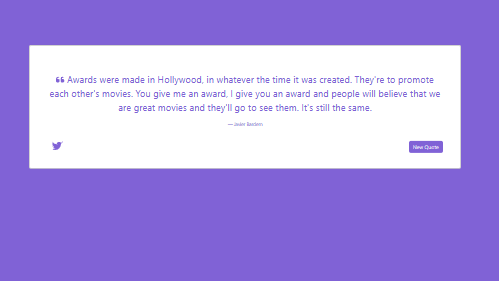 ❝ Awards were made in Hollywood, in whatever the time it was created. They're to promote
each other's movies. You give me an award, I give you an award and people will believe that we
are great movies and they'll go to see them. It's still the same.
— Javier Bardem
New Quote